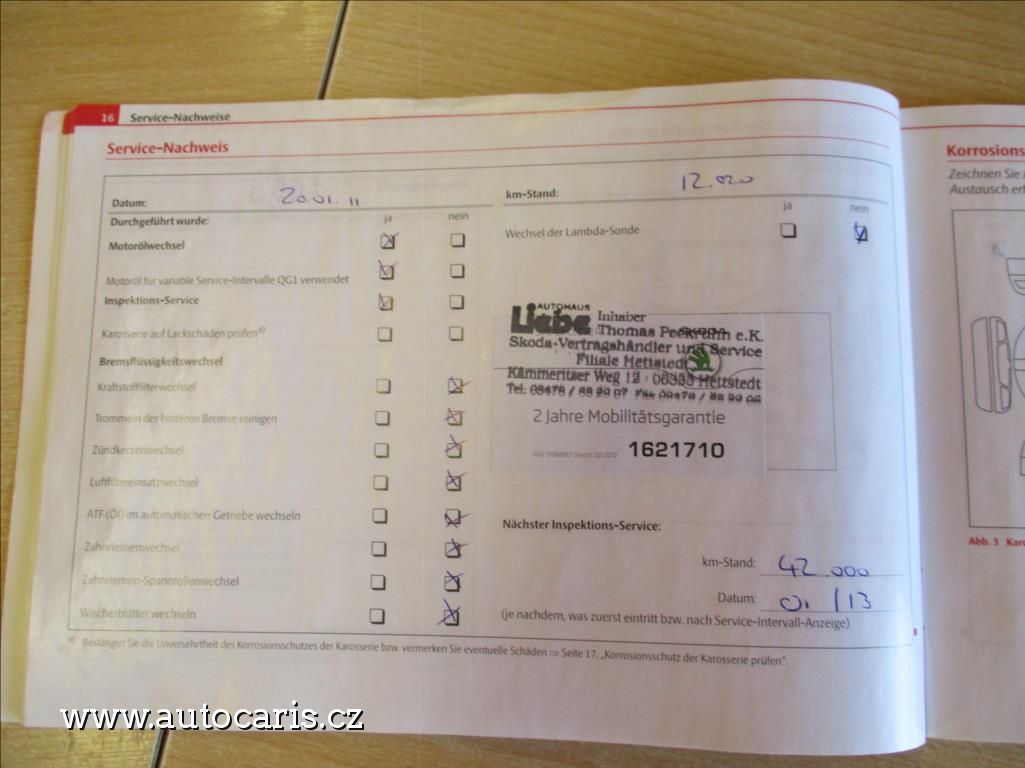 16 Service-Nachweise
Service-Nachweis
Datum: 20.01.11
Durchgeführt wurde: ja nein
Motorölwechsel
Motoröl für variable Service-Intervalle QG1 verwendet
Inspektions-Service
Karosserie auf Lackschäden prüfen a)
Bremsflüssigkeitswechsel
Kraftstofffilterwechsel
Trommeln der hinteren Bremse reinigen
Zündkerzenwechsel
Luftfiltereinsatzwechsel
ATF (Öl) im automatischen Getriebe wechseln
Zahnriemenwechsel
Zahnriemen-Spannrollenwechsel
Wischerblätter wechseln
km-Stand: 12.020
ja nein
Wechsel der Lambda-Sonde
AUTOHAUS
Liebe Inhaber
Thomas e.K.
Skoda-Vertragshändler und Service
Filiale Hettstedt
Kämmeritzer Weg 12 · 06333 Hettstedt
Tel:
2 Jahre Mobilitätsgarantie
1621710
Nächster Inspektions-Service:
km-Stand: 42.000
Datum: 01/13
(je nachdem, was zuerst eintritt bzw. nach Service-Intervall-Anzeige)
a) Bestätigen Sie die Unversehrtheit des Korrosionsschutzes der Karosserie bzw. vermerken Sie eventuelle Schäden ⇒ Seite 17, „Korrosionsschutz der Karosserie prüfen".
Korrosions
Zeichnen Sie
Austausch erf
Abb. 3 Karo
www.autocaris.cz